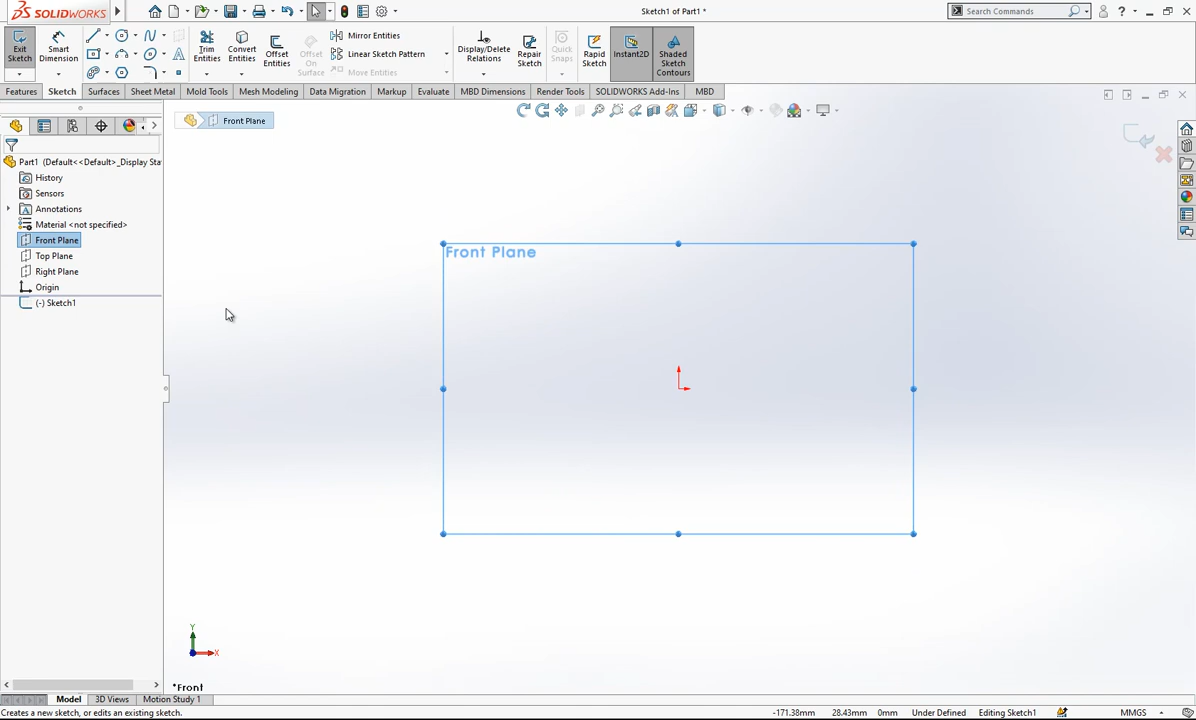 SOLIDWORKS
Sketch1 of Part1 *
Search Commands
Exit Sketch
Smart Dimension
Trim Entities
Convert Entities
Offset Entities
Offset On Surface
Mirror Entities
Linear Sketch Pattern
Move Entities
Display/Delete Relations
Repair Sketch
Quick Snaps
Rapid Sketch
Instant2D
Shaded Sketch Contours
Features
Sketch
Surfaces
Sheet Metal
Mold Tools
Mesh Modeling
Data Migration
Markup
Evaluate
MBD Dimensions
Render Tools
SOLIDWORKS Add-Ins
MBD
Front Plane
Part1 (Default<<Default>_Display Sta
History
Sensors
Annotations
Material <not specified>
Front Plane
Top Plane
Right Plane
Origin
(-) Sketch1
Front Plane
Y
X
*Front
Model
3D Views
Motion Study 1
Creates a new sketch, or edits an existing sketch.
-171.38mm
28.43mm
0mm
Under Defined
Editing Sketch1
MMGS